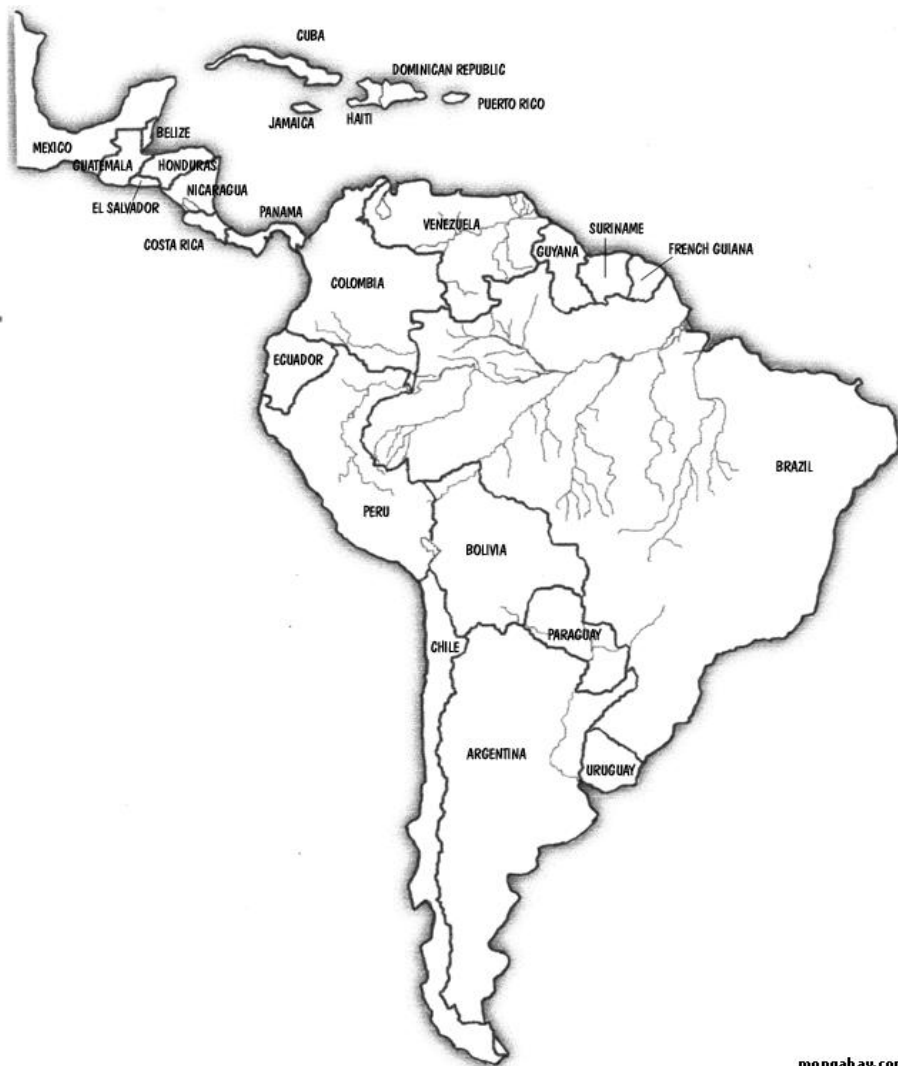 CUBA
DOMINICAN REPUBLIC
PUERTO RICO
JAMAICA
HAITI
BELIZE
MEXICO
GUATEMALA
HONDURAS
NICARAGUA
EL SALVADOR
PANAMA
COSTA RICA
VENEZUELA
SURINAME
GUYANA
FRENCH GUIANA
COLOMBIA
ECUADOR
BRAZIL
PERU
BOLIVIA
PARAGUAY
CHILE
ARGENTINA
URUGUAY
mongabay.com